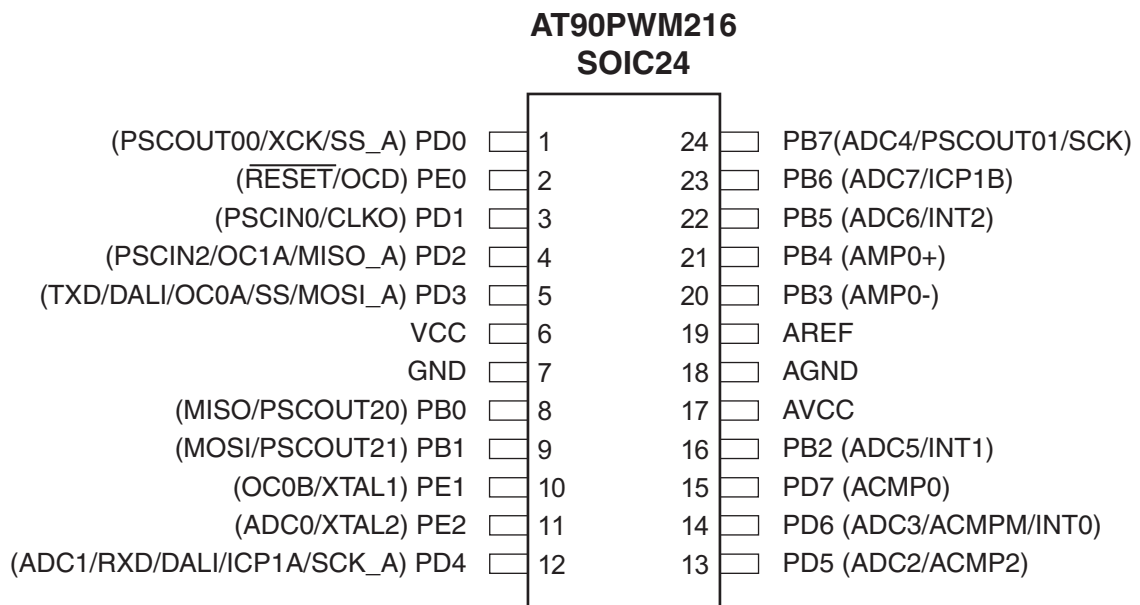 AT90PWM216
SOIC24
(PSCOUT00/XCK/SS_A) PD0 1 24 PB7(ADC4/PSCOUT01/SCK)
(RESET/OCD) PE0 2 23 PB6 (ADC7/ICP1B)
(PSCIN0/CLKO) PD1 3 22 PB5 (ADC6/INT2)
(PSCIN2/OC1A/MISO_A) PD2 4 21 PB4 (AMP0+)
(TXD/DALI/OC0A/SS/MOSI_A) PD3 5 20 PB3 (AMP0-)
VCC 6 19 AREF
GND 7 18 AGND
(MISO/PSCOUT20) PB0 8 17 AVCC
(MOSI/PSCOUT21) PB1 9 16 PB2 (ADC5/INT1)
(OC0B/XTAL1) PE1 10 15 PD7 (ACMP0)
(ADC0/XTAL2) PE2 11 14 PD6 (ADC3/ACMPM/INT0)
(ADC1/RXD/DALI/ICP1A/SCK_A) PD4 12 13 PD5 (ADC2/ACMP2)